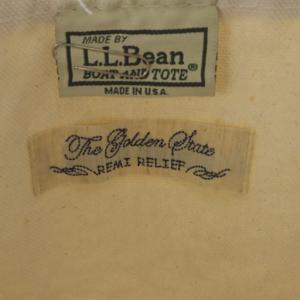 MADE BY
L.L.Bean
BOAT AND TOTE®
MADE IN U.S.A.
The Golden State
REMI RELIEF